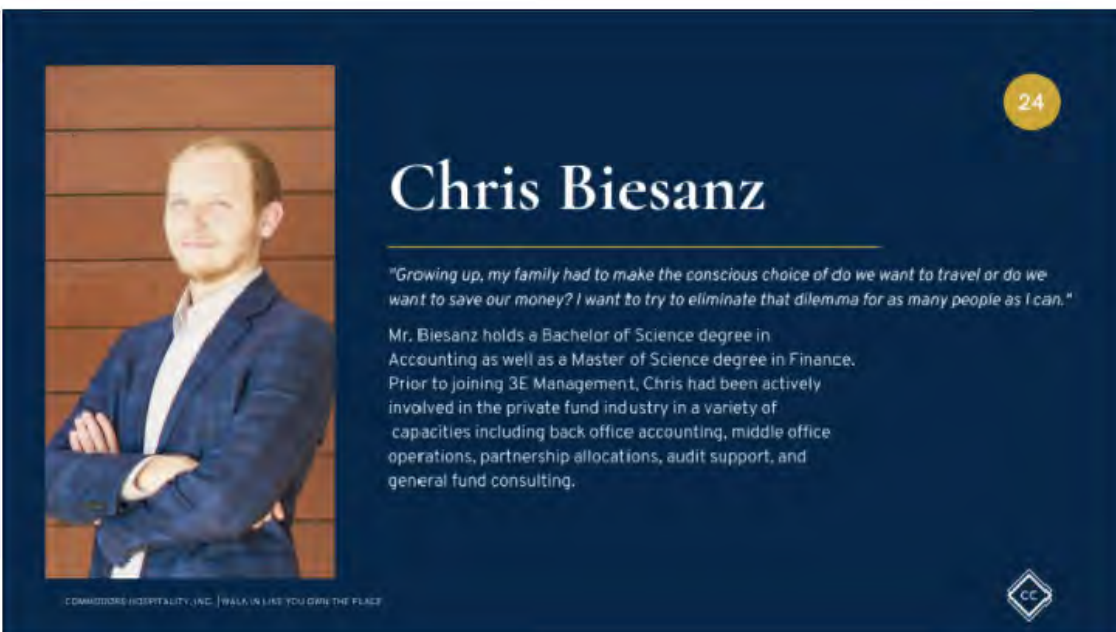 24
Chris Biesanz
"Growing up, my family had to make the conscious choice of do we want to travel or do we
want to save our money? I want to try to eliminate that dilemma for as many people as I can."
Mr. Biesanz holds a Bachelor of Science degree in
Accounting as well as a Master of Science degree in Finance.
Prior to joining 3E Management, Chris had been actively
involved in the private fund industry in a variety of
capacities including back office accounting, middle office
operations, partnership allocations, audit support, and
general fund consulting.
COMMODORE HOSPITALITY, INC. | WALK IN LIKE YOU OWN THE PLACE
CC